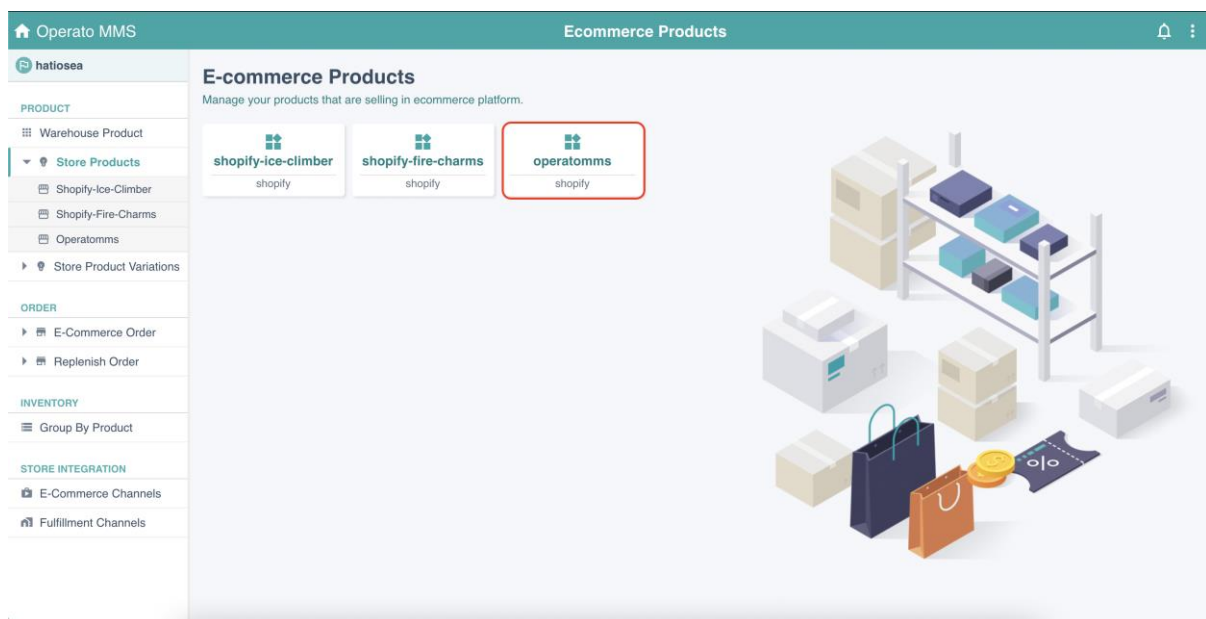 Operato MMS
Ecommerce Products
hatiosea
PRODUCT
Warehouse Product
Store Products
Shopify-Ice-Climber
Shopify-Fire-Charms
Operatomms
Store Product Variations
ORDER
E-Commerce Order
Replenish Order
INVENTORY
Group By Product
STORE INTEGRATION
E-Commerce Channels
Fulfillment Channels
E-commerce Products
Manage your products that are selling in ecommerce platform.
shopify-ice-climber
shopify
shopify-fire-charms
shopify
operatomms
shopify
%